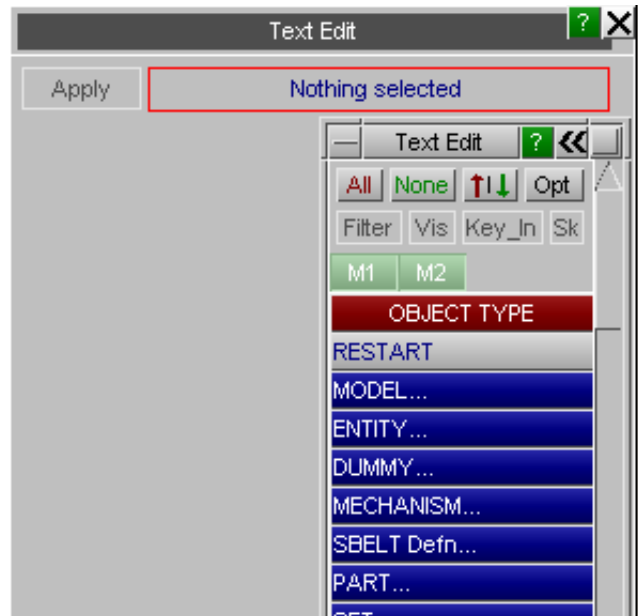 Text Edit ?
Apply Nothing selected
Text Edit ?
All None Opt
Filter Vis Key_In Sk
M1 M2
OBJECT TYPE
RESTART
MODEL...
ENTITY...
DUMMY...
MECHANISM...
SBELT Defn...
PART...